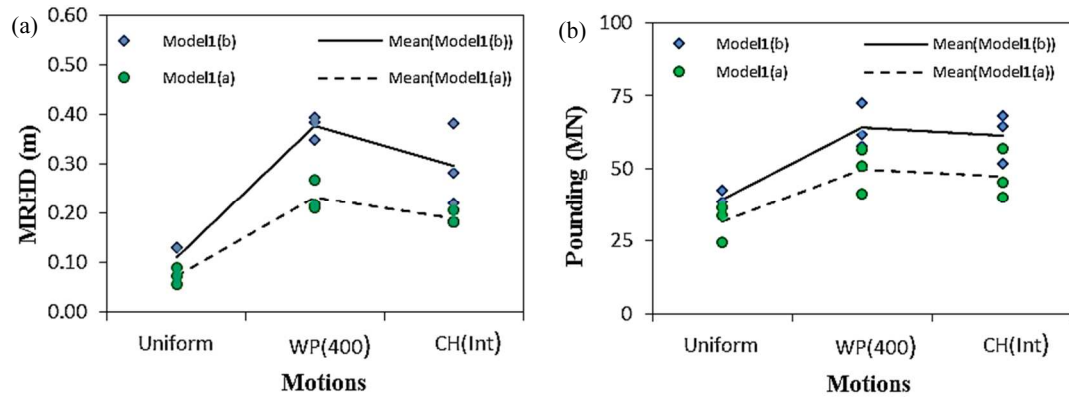 (a)
0.60
0.50
0.40
0.30
0.20
0.10
0.00
MRHD (m)
Model1(b) Mean(Model1(b))
Model1(a) Mean(Model1(a))
Uniform WP(400) CH(Int)
Motions
(b)
100
75
50
25
0
Pounding (MN)
Model1(b) Mean(Model1(b))
Model1(a) Mean(Model1(a))
Uniform WP(400) CH(Int)
Motions